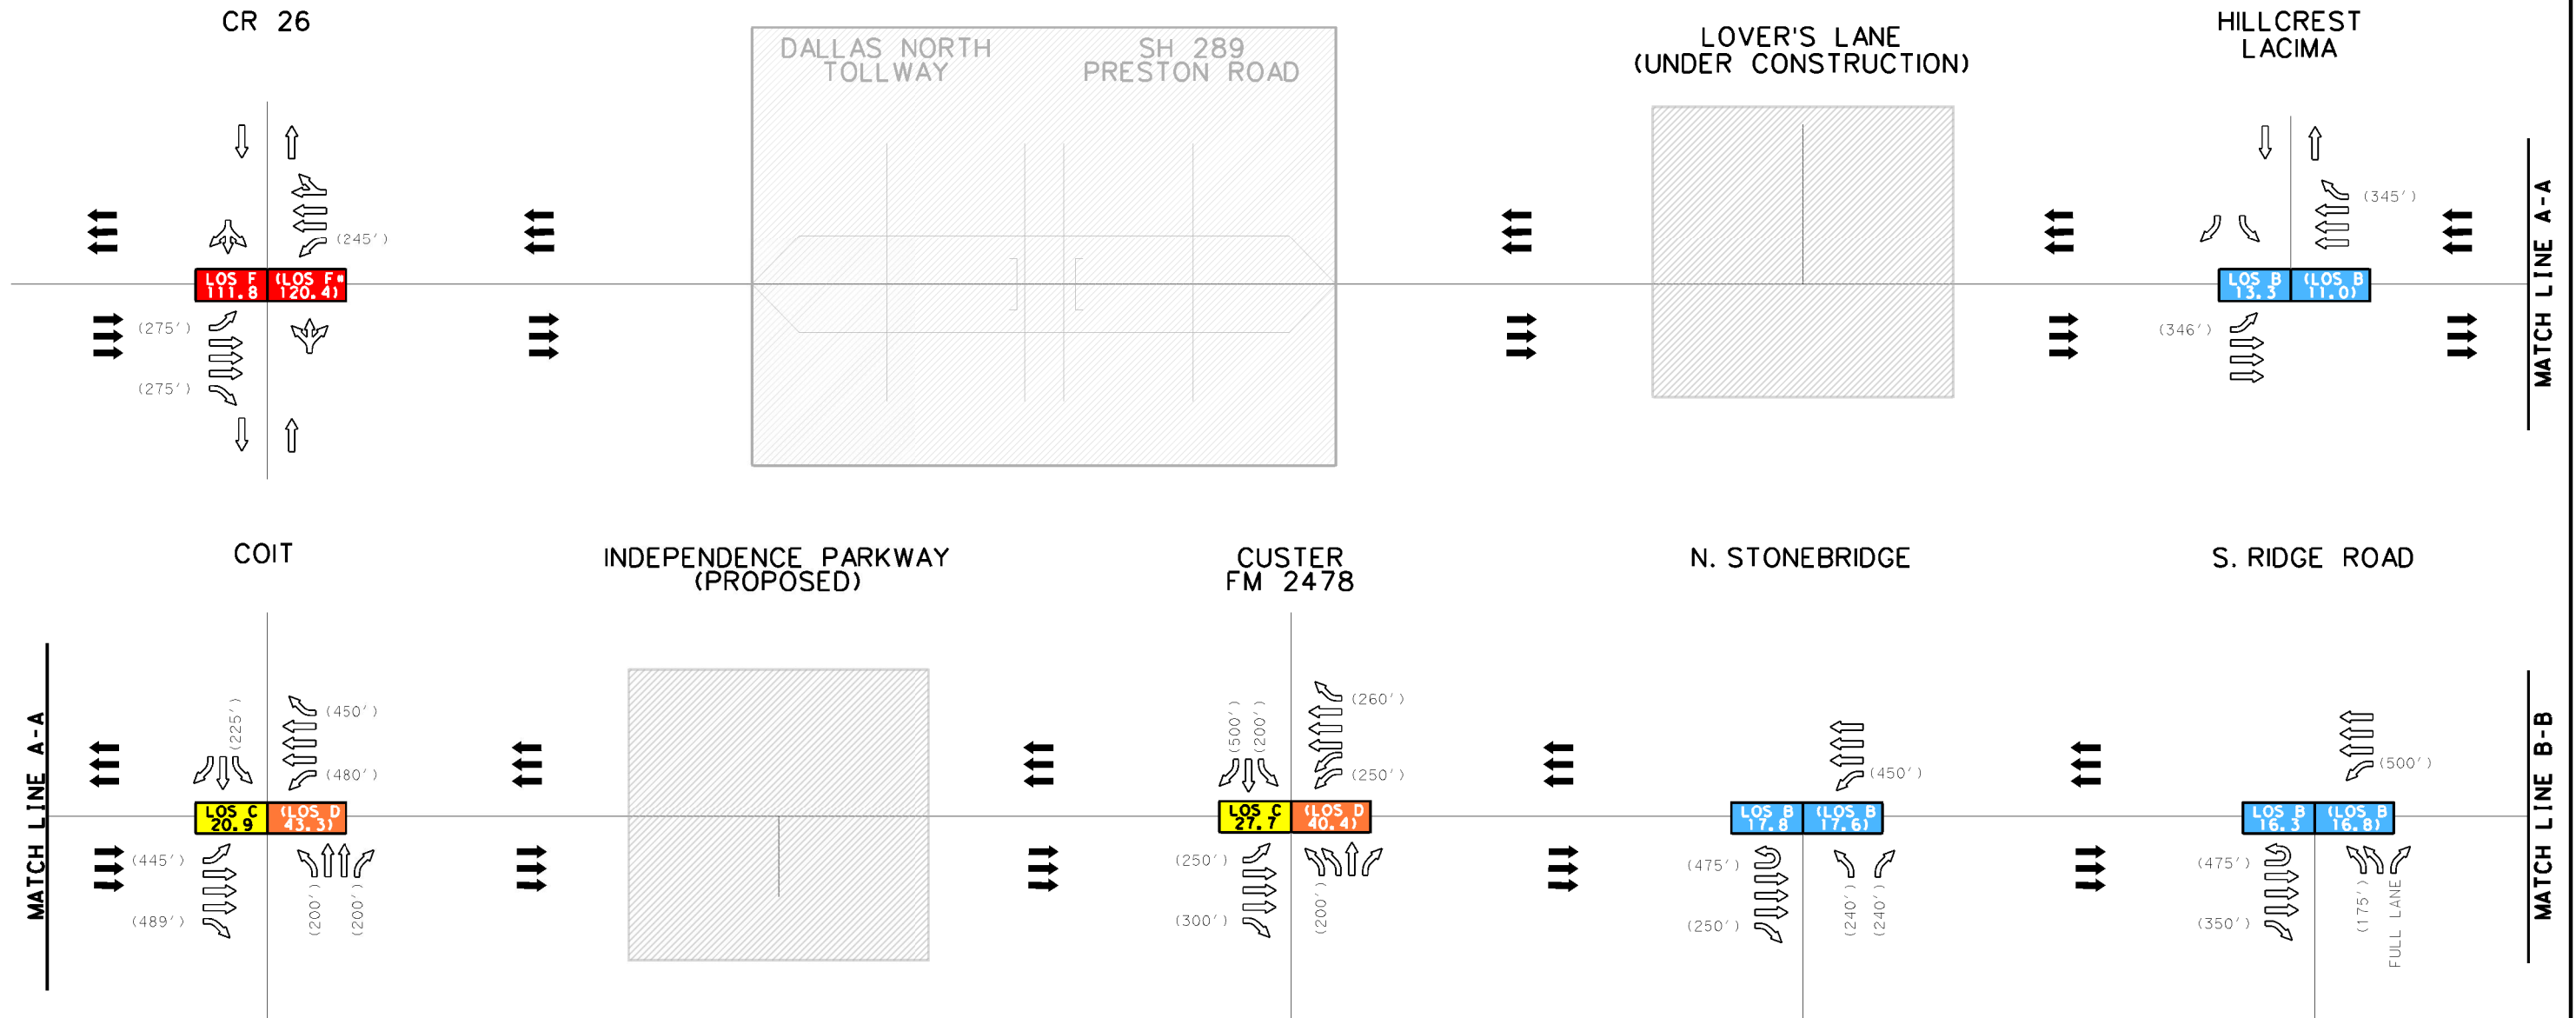 CR 26
DALLAS NORTH
TOLLWAY
SH 289
PRESTON ROAD
LOVER'S LANE
(UNDER CONSTRUCTION)
HILLCREST
LACIMA
(245')
LOS F
111.8
(LOS F*
120.4)
(275')
(275')
(345')
LOS B
13.3
(LOS B
11.0)
(346')
MATCH LINE A-A
MATCH LINE A-A
COIT
(225')
(450')
(480')
LOS C
20.9
(LOS D
43.3)
(445')
(489')
(200')
(200')
INDEPENDENCE PARKWAY
(PROPOSED)
CUSTER
FM 2478
(500')
(200')
(260')
(250')
LOS C
27.7
(LOS D
40.4)
(250')
(300')
(200')
N. STONEBRIDGE
(450')
LOS B
17.8
(LOS B
17.6)
(475')
(250')
(240')
(240')
S. RIDGE ROAD
(500')
LOS B
16.3
(LOS B
16.8)
(475')
(350')
(175')
FULL LANE
MATCH LINE B-B